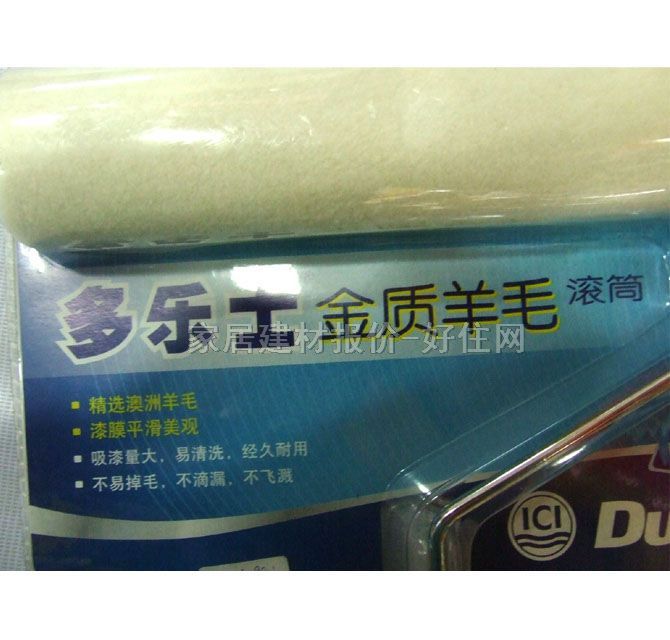 多乐士 金质羊毛 滚筒
家居建材报价-好住网
精选澳洲羊毛
漆膜平滑美观
吸漆量大，易清洗，经久耐用
不易掉毛，不滴漏，不飞溅
ICI Du